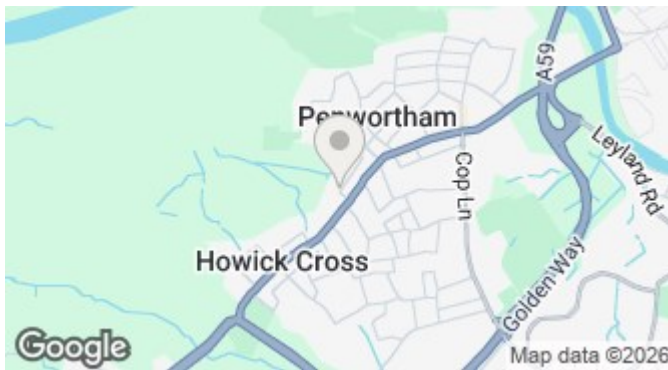 A59
Penwortham
Leyland Rd
Cop Ln
Howick Cross
Golden Way
Google
Map data ©2026